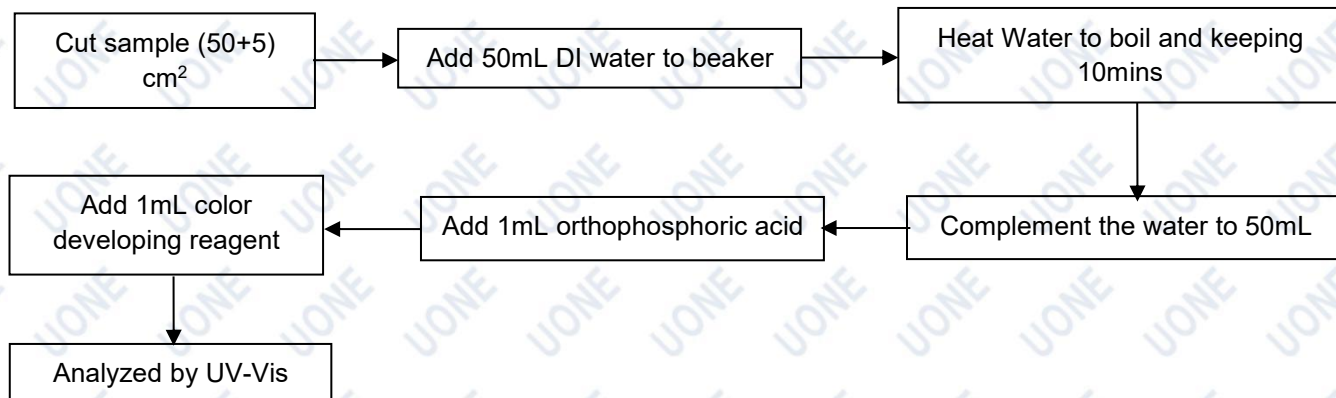 Cut sample (50+5)
cm²
Add 50mL DI water to beaker
Heat Water to boil and keeping
10mins
Complement the water to 50mL
Add 1mL orthophosphoric acid
Add 1mL color
developing reagent
Analyzed by UV-Vis
UONE